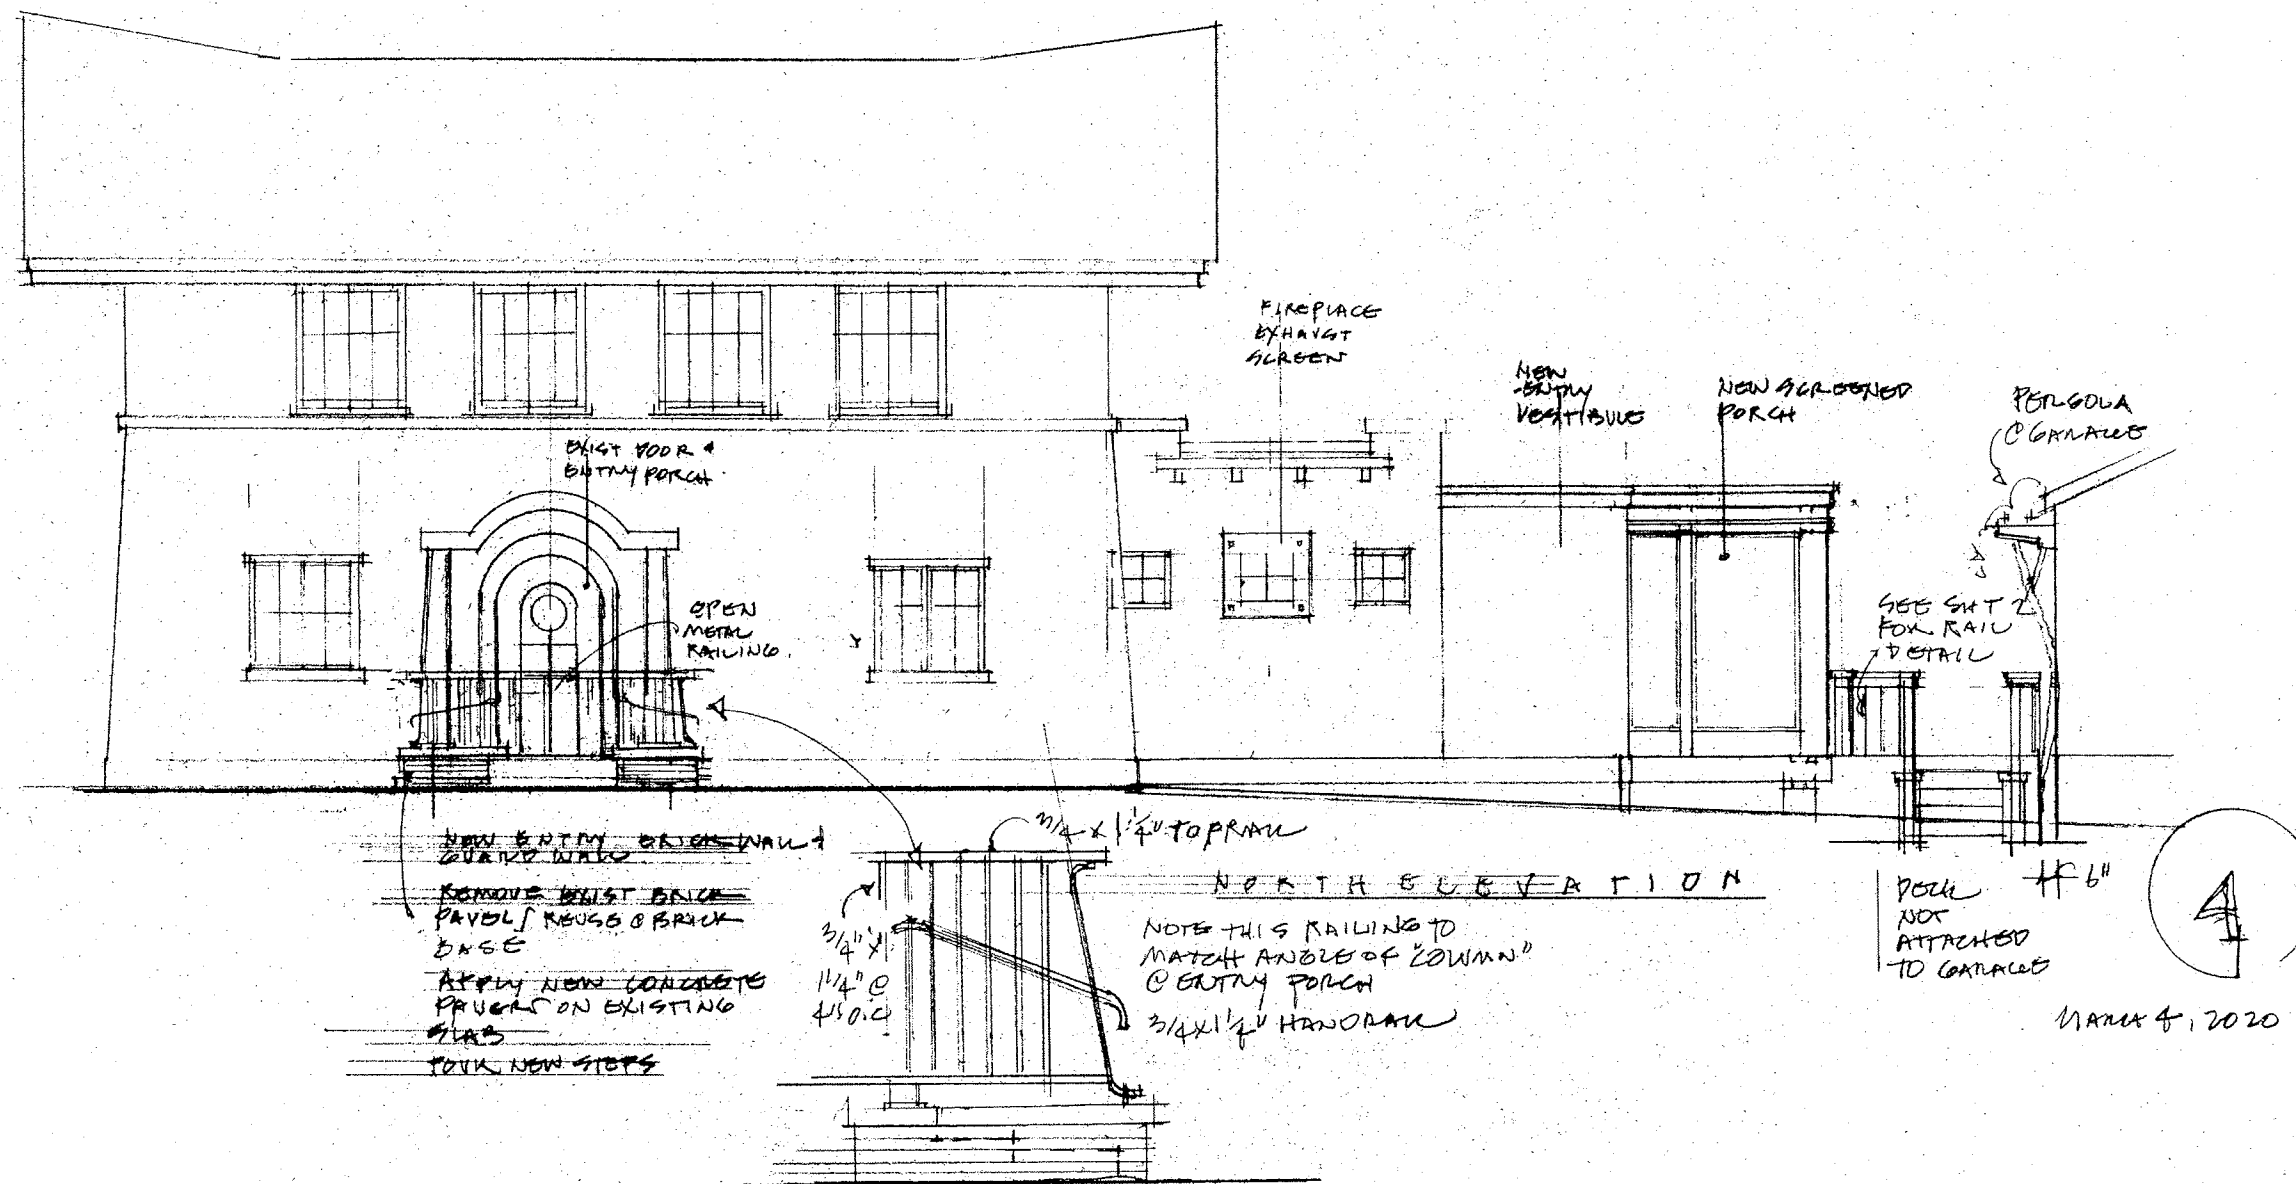 FIREPLACE
EXHAUST
SCREEN
NEW
ENTRY
VESTIBULE
NEW SCREENED
PORCH
PERGOLA
@ GARAGE
EXIST DOOR &
ENTRY PORCH
OPEN
METAL
RAILING.
SEE SHT 2
FOR RAIL
DETAIL
NEW ENTRY BRICK WALL &
GUARD WALL
REMOVE EXIST BRICK
REUSE @ BRICK
BASE
APPLY NEW CONCRETE
PAVERS ON EXISTING
SLAB
POUR NEW STEPS
3/4 X 1 1/4" TOPRAIL
3/4" X
1 1/4" @
4" O.C.
NORTH ELEVATION
NOTE THIS RAILING TO
MATCH ANGLE OF "COLUMN"
@ ENTRY PORCH
3/4 X 1 1/4" HANDRAIL
DECK
NOT
ATTACHED
TO GARAGE
6"
4
MARCH 4, 2020